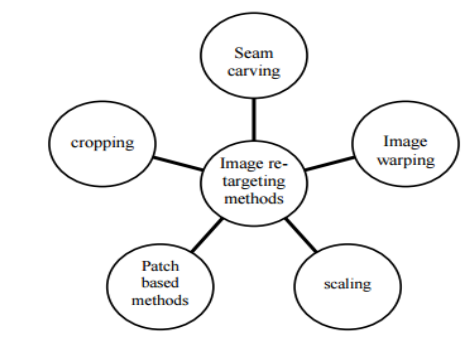 Seam
carving
cropping
Image
warping
Image re-
targeting
methods
Patch
based
methods
scaling